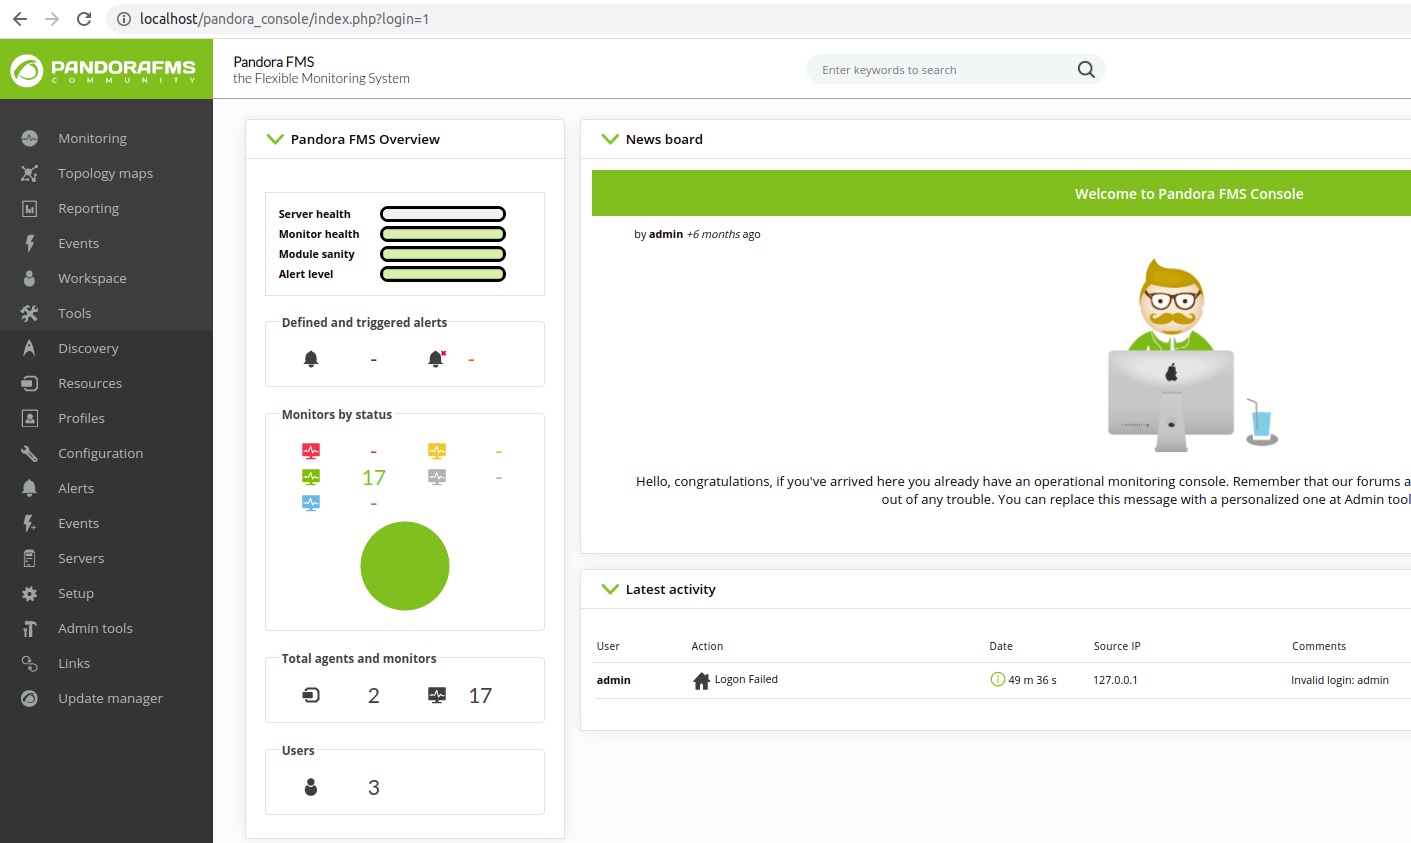 localhost/pandora_console/index.php?login=1
PANDORAFMS
COMMUNITY
Pandora FMS
the Flexible Monitoring System
Enter keywords to search
Monitoring
Topology maps
Reporting
Events
Workspace
Tools
Discovery
Resources
Profiles
Configuration
Alerts
Events
Servers
Setup
Admin tools
Links
Update manager
Pandora FMS Overview
Server health
Monitor health
Module sanity
Alert level
Defined and triggered alerts
- -
Monitors by status
- -
17 -
-
Total agents and monitors
2 17
Users
3
News board
Welcome to Pandora FMS Console
by admin +6 months ago
Hello, congratulations, if you've arrived here you already have an operational monitoring console. Remember that our forums a
out of any trouble. You can replace this message with a personalized one at Admin tool
Latest activity
User Action Date Source IP Comments
admin Logon Failed 49 m 36 s 127.0.0.1 Invalid login: admin